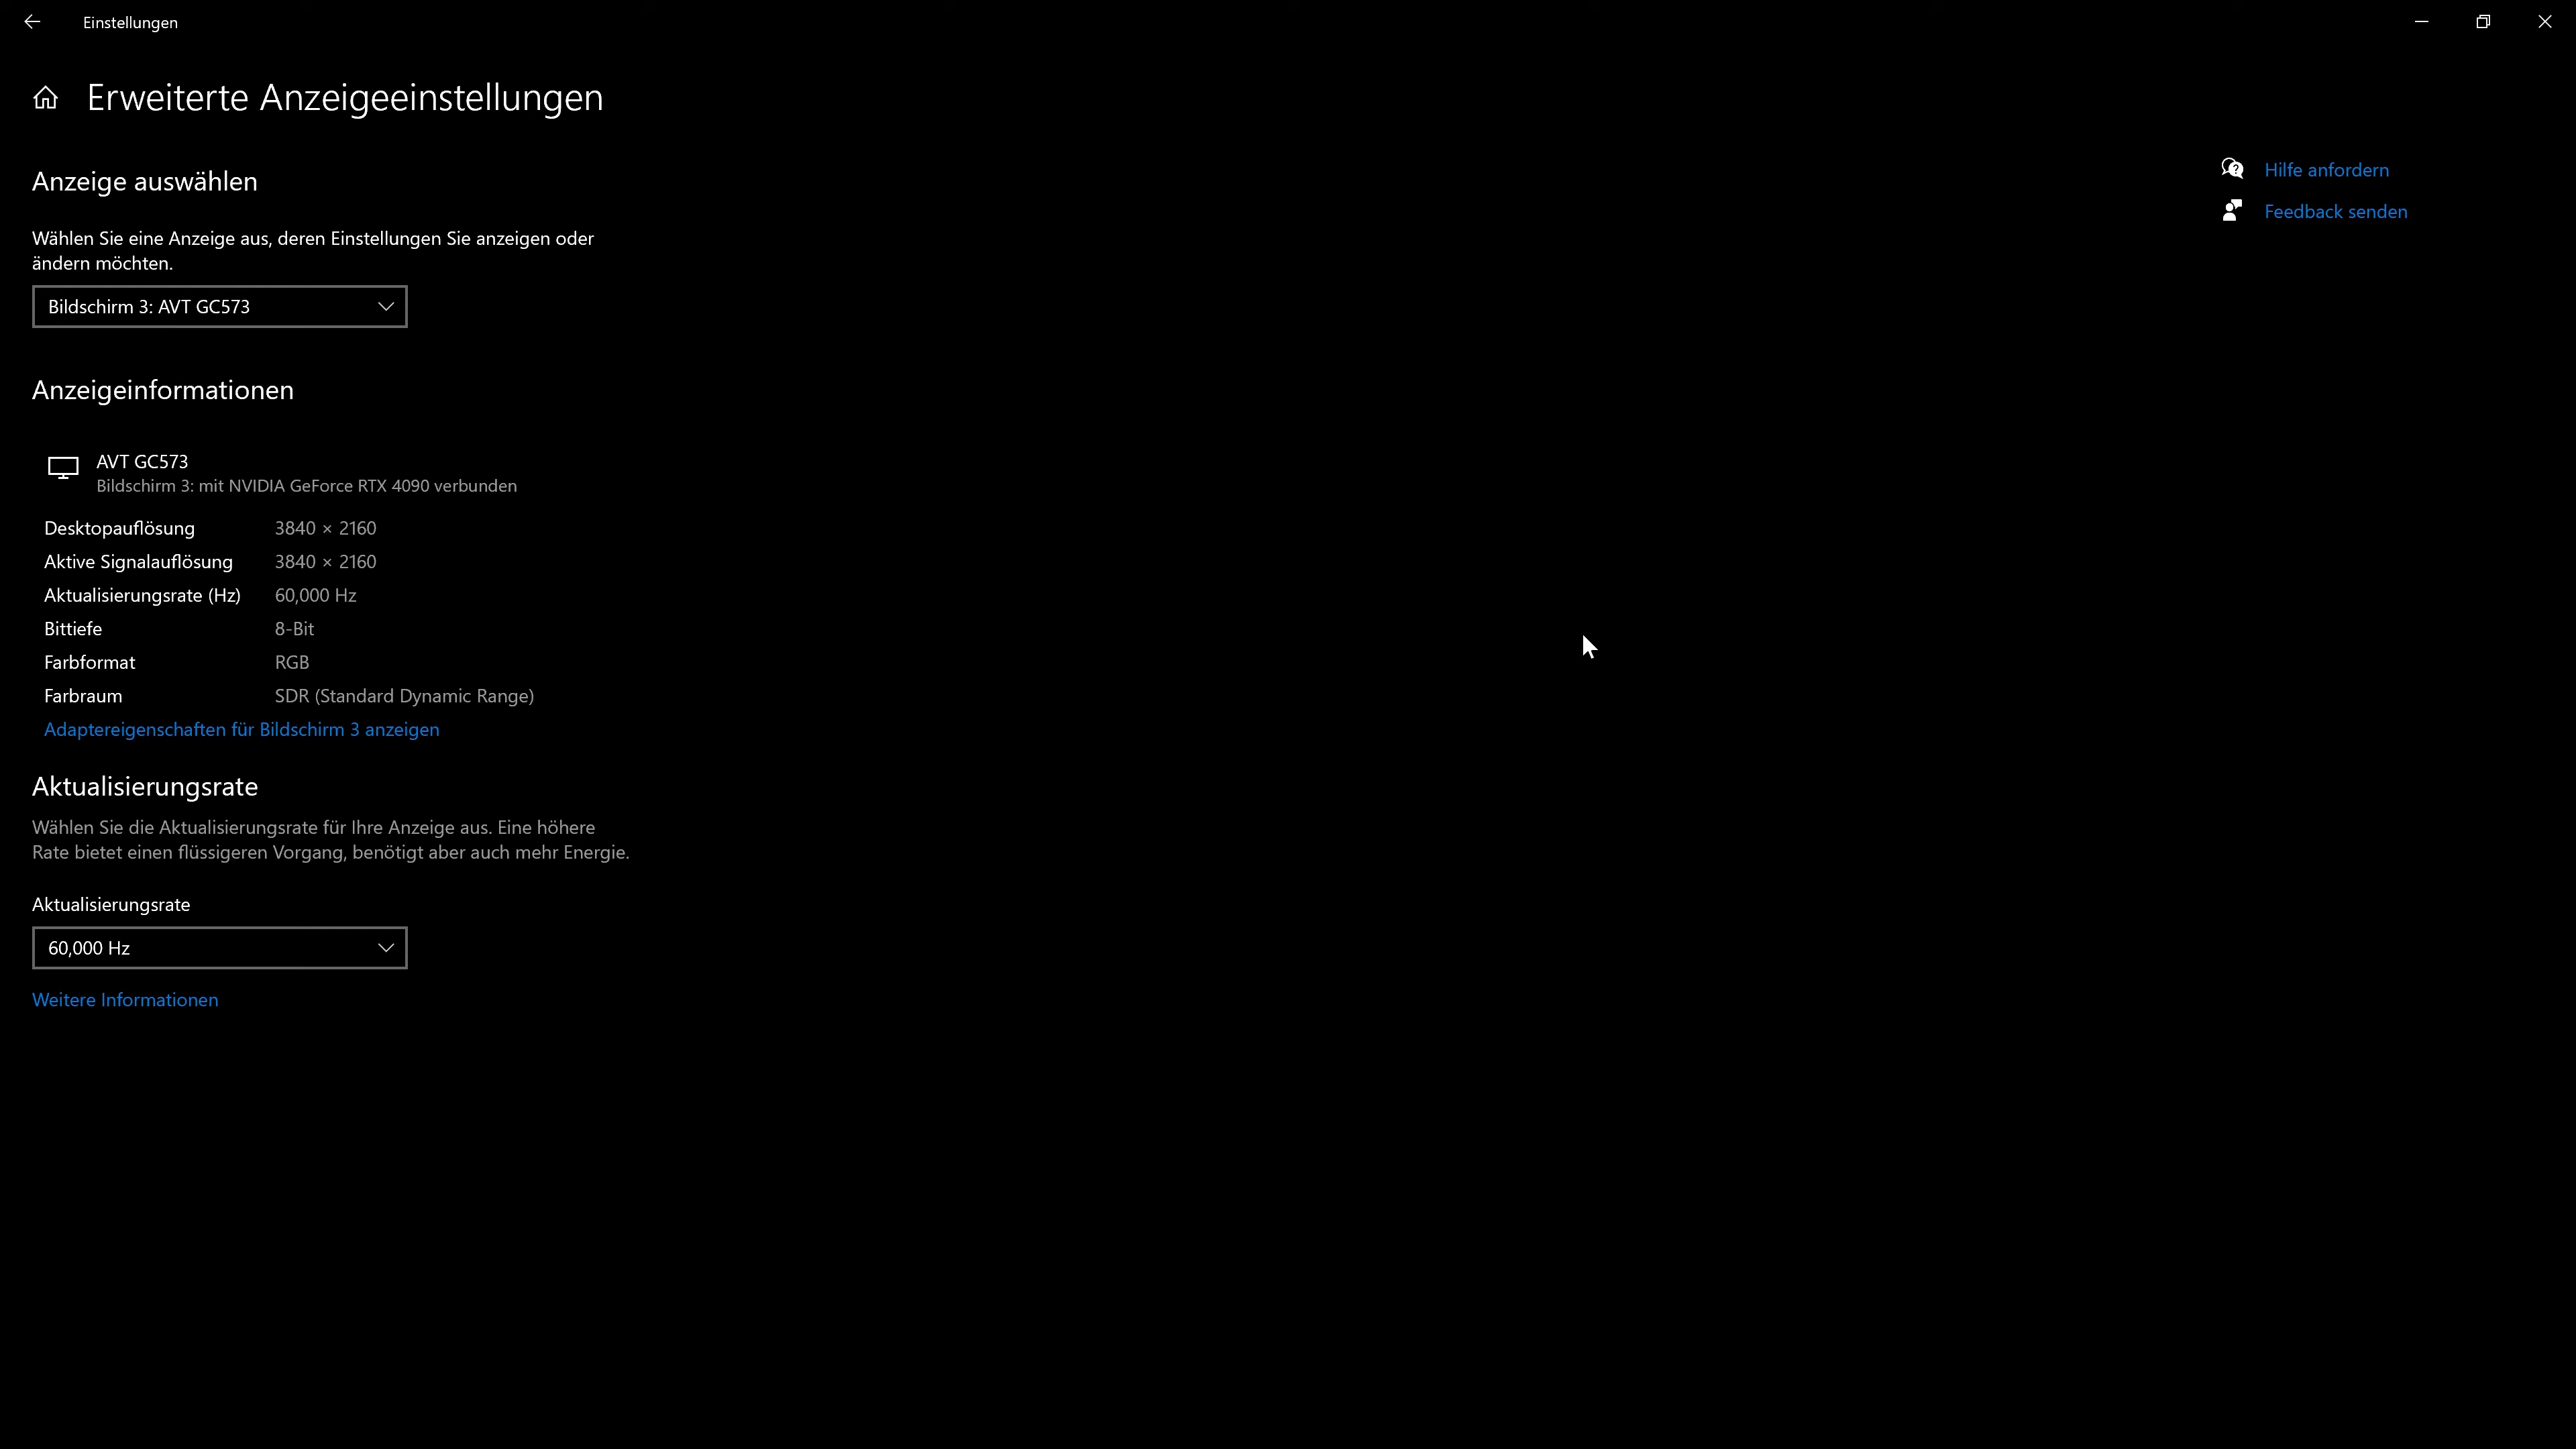 Einstellungen
Erweiterte Anzeigeeinstellungen
Anzeige auswählen
Wählen Sie eine Anzeige aus, deren Einstellungen Sie anzeigen oder
ändern möchten.
Bildschirm 3: AVT GC573
Anzeigeinformationen
AVT GC573
Bildschirm 3: mit NVIDIA GeForce RTX 4090 verbunden
Desktopauflösung 3840 × 2160
Aktive Signalauflösung 3840 × 2160
Aktualisierungsrate (Hz) 60,000 Hz
Bittiefe 8-Bit
Farbformat RGB
Farbraum SDR (Standard Dynamic Range)
Adaptereigenschaften für Bildschirm 3 anzeigen
Aktualisierungsrate
Wählen Sie die Aktualisierungsrate für Ihre Anzeige aus. Eine höhere
Rate bietet einen flüssigeren Vorgang, benötigt aber auch mehr Energie.
Aktualisierungsrate
60,000 Hz
Weitere Informationen
Hilfe anfordern
Feedback senden